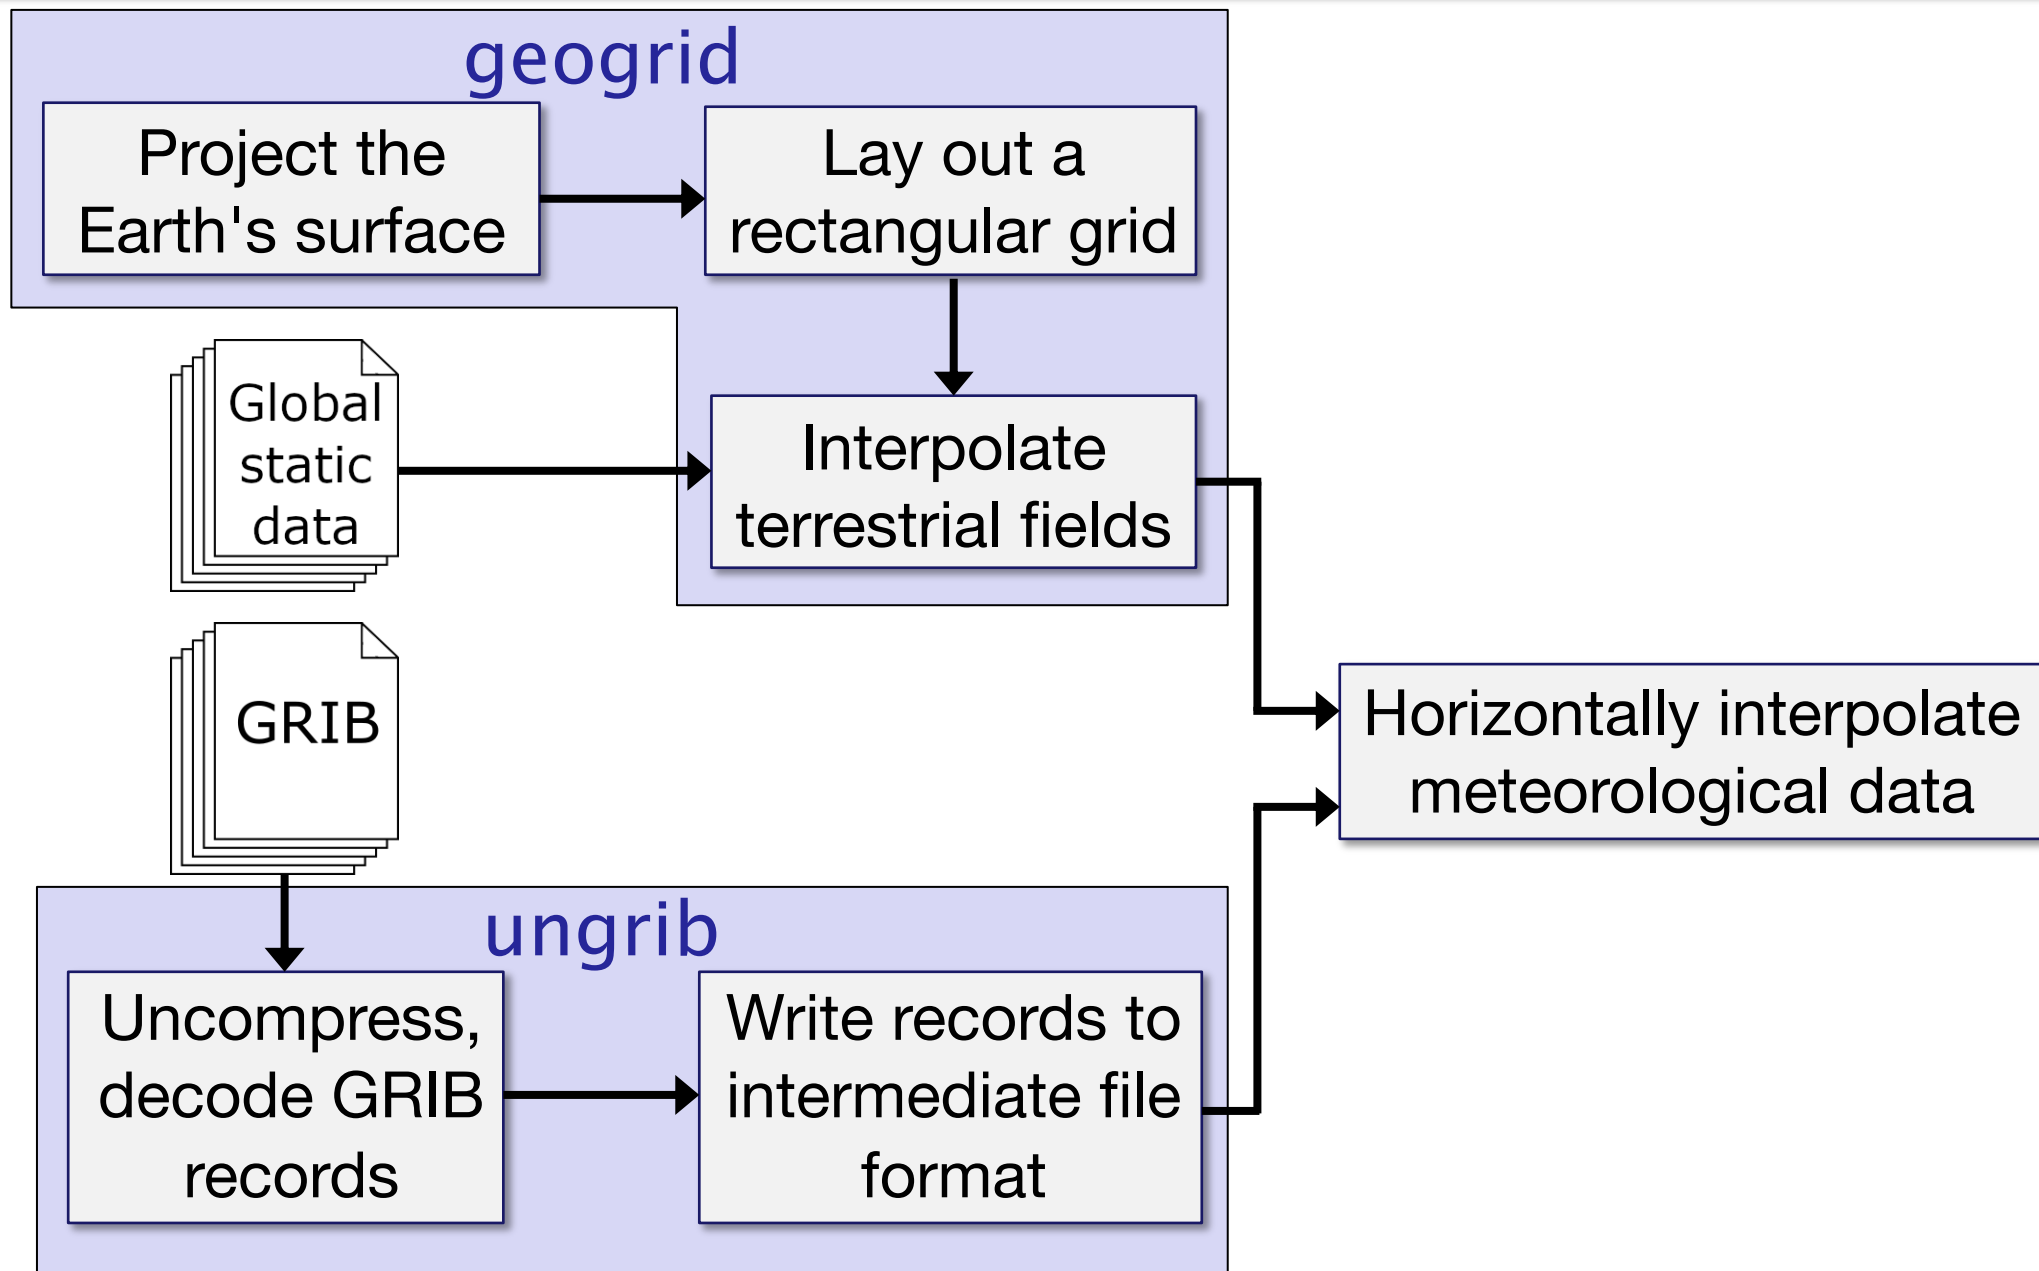 geogrid
Project the
Earth's surface
Lay out a
rectangular grid
Global
static
data
Interpolate
terrestrial fields
GRIB
Horizontally interpolate
meteorological data
ungrib
Uncompress,
decode GRIB
records
Write records to
intermediate file
format